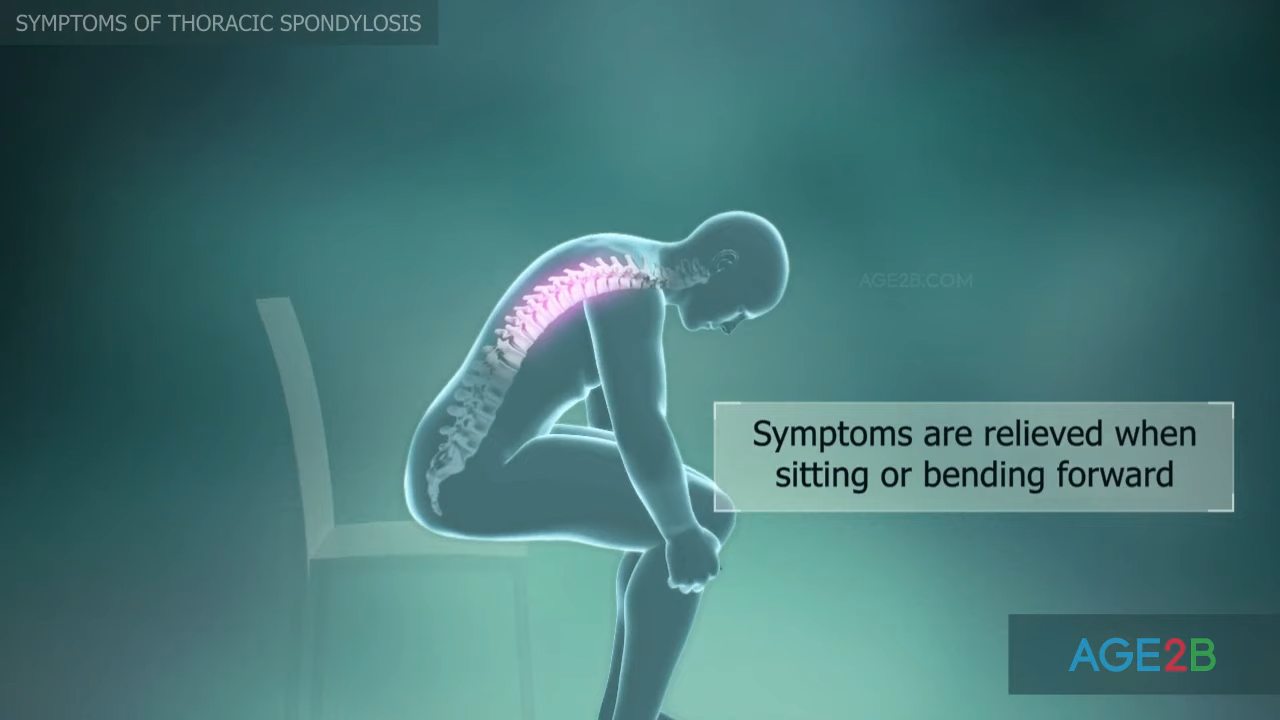 SYMPTOMS OF THORACIC SPONDYLOSIS
AGE2B.COM
Symptoms are relieved when
sitting or bending forward
AGE2B